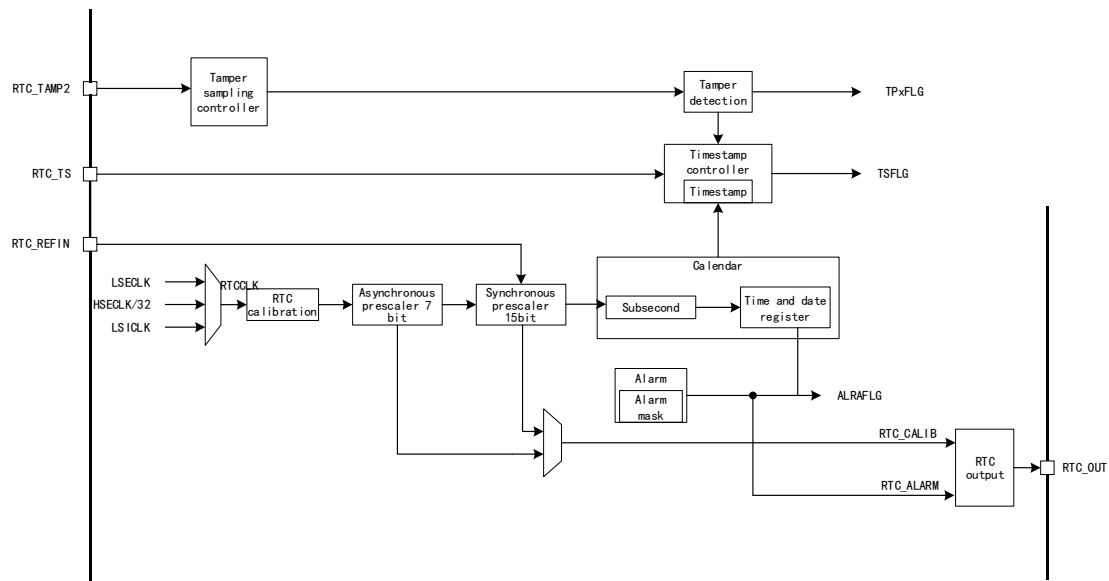 RTC_TAMP2
Tamper
sampling
controller
Tamper
detection
TPxFLG
RTC_TS
Timestamp
controller
Timestamp
TSFLG
RTC_REFIN
LSECLK
HSECLK/32
LSICLK
RTCCLK
RTC
calibration
Asynchronous
prescaler 7
bit
Synchronous
prescaler
15bit
Calendar
Subsecond
Time and date
register
Alarm
Alarm
mask
ALRAFLG
RTC_CALIB
RTC_ALARM
RTC
output
RTC_OUT